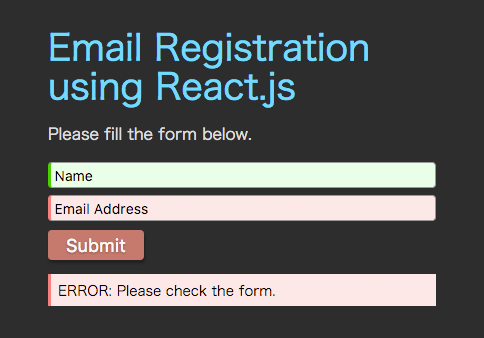 Email Registration
using React.js
Please fill the form below.
Name
Email Address
Submit
ERROR: Please check the form.